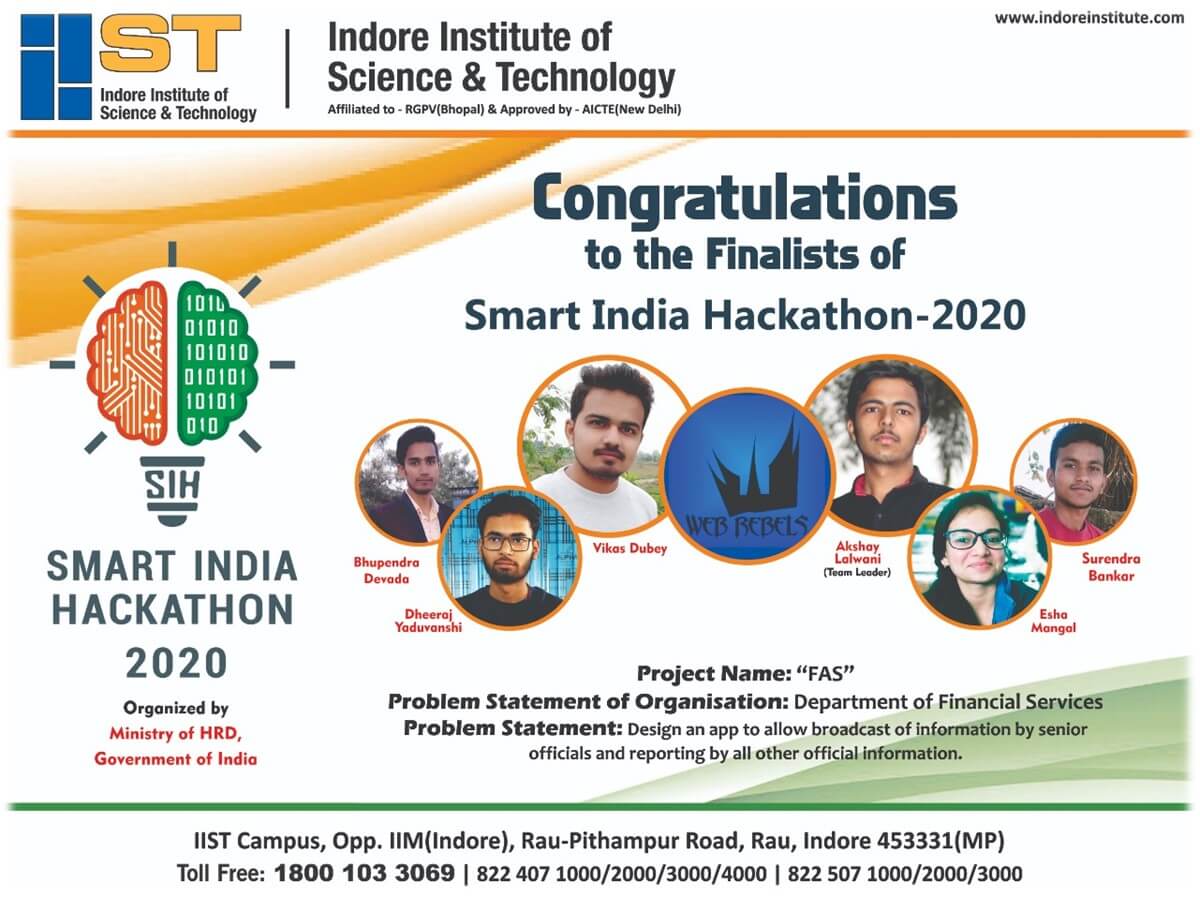 www.indoreinstitute.com
IIST
Indore Institute of
Science & Technology
Indore Institute of
Science & Technology
Affiliated to - RGPV(Bhopal) & Approved by - AICTE(New Delhi)
Congratulations
to the Finalists of
Smart India Hackathon-2020
1010
01010
101010
010101
10101
010
SIH
SMART INDIA
HACKATHON
2020
Organized by
Ministry of HRD,
Government of India
WEB REBELS
Bhupendra
Devada
Dheeraj
Yaduvanshi
Vikas Dubey
Akshay
Lalwani
(Team Leader)
Esha
Mangal
Surendra
Bankar
Project Name: “FAS”
Problem Statement of Organisation: Department of Financial Services
Problem Statement: Design an app to allow broadcast of information by senior
officials and reporting by all other official information.
IIST Campus, Opp. IIM(Indore), Rau-Pithampur Road, Rau, Indore 453331(MP)
Toll Free: 1800 103 3069 | 822 407 1000/2000/3000/4000 | 822 507 1000/2000/3000